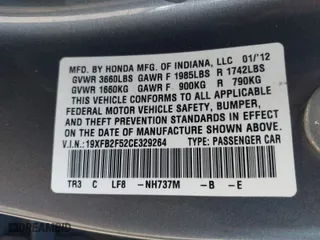 MFD. BY HONDA MFG. OF INDIANA, LLC 01/'12
GVWR 3660LBS GAWR F 1985LBS R 1742LBS
GVWR 1660KG GAWR F 900KG R 790KG
THIS VEHICLE CONFORMS TO ALL APPLICABLE
FEDERAL MOTOR VEHICLE SAFETY, BUMPER,
AND THEFT PREVENTION STANDARDS IN EFFECT
ON THE DATE OF MANUFACTURE SHOWN ABOVE.
V.I.N.: 19XFB2F52CE329264 TYPE: PASSENGER CAR
TR3 C LF8 -NH737M -B -E